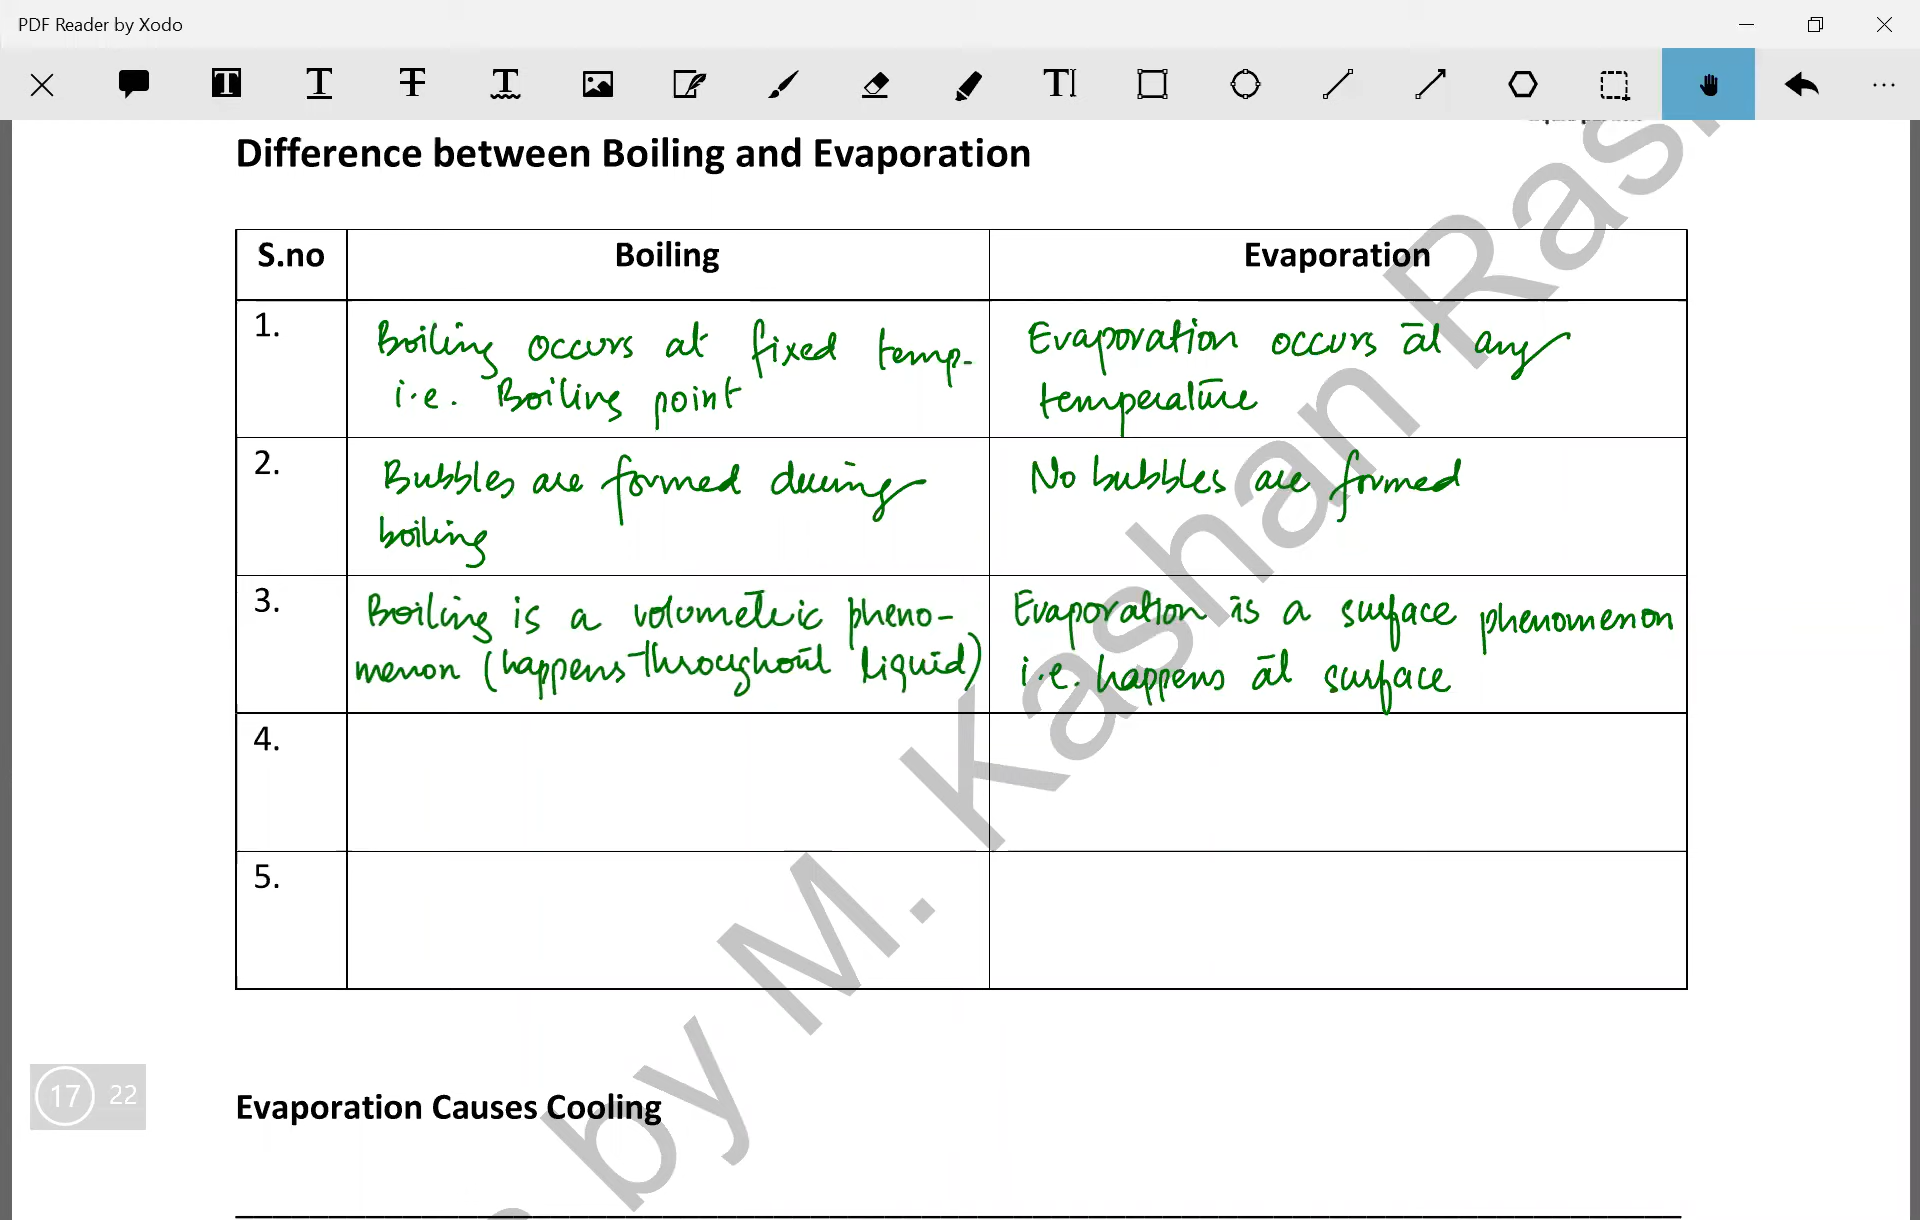 PDF Reader by Xodo
Difference between Boiling and Evaporation
S.no Boiling Evaporation
1. Boiling occurs at fixed temp. Evaporation occurs at any
i.e. Boiling point temperature
2. Bubbles are formed during No bubbles are formed
boiling
3. Boiling is a volumetric pheno- Evaporation is a surface phenomenon
menon (happens throughout liquid) i.e. happens at surface
4.
5.
17 22
Evaporation Causes Cooling
by M. Kashan Ras